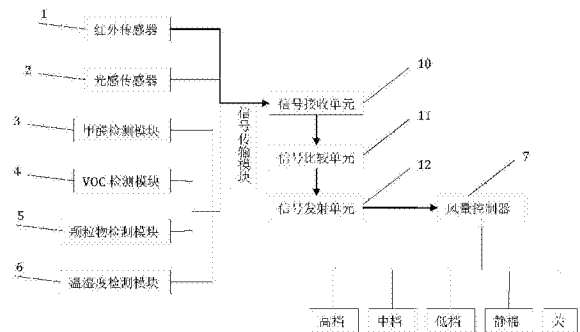 1
红外传感器
2
光感传感器
3
甲醛检测模块
4
VOC 检测模块
5
颗粒物检测模块
6
温湿度检测模块
信号传输模块
信号接收单元
10
信号比较单元
11
信号发射单元
12
风量控制器
7
高档
中档
低档
静档
关